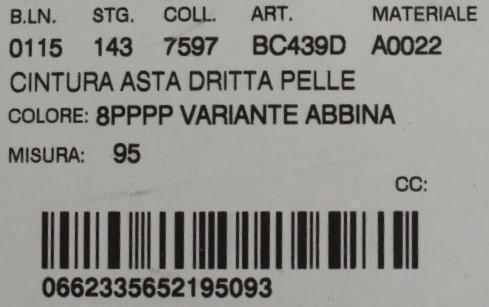 B.LN. STG. COLL. ART. MATERIALE
0115 143 7597 BC439D A0022
CINTURA ASTA DRITTA PELLE
COLORE: 8PPPP VARIANTE ABBINA
MISURA: 95
CC:
0662335652195093